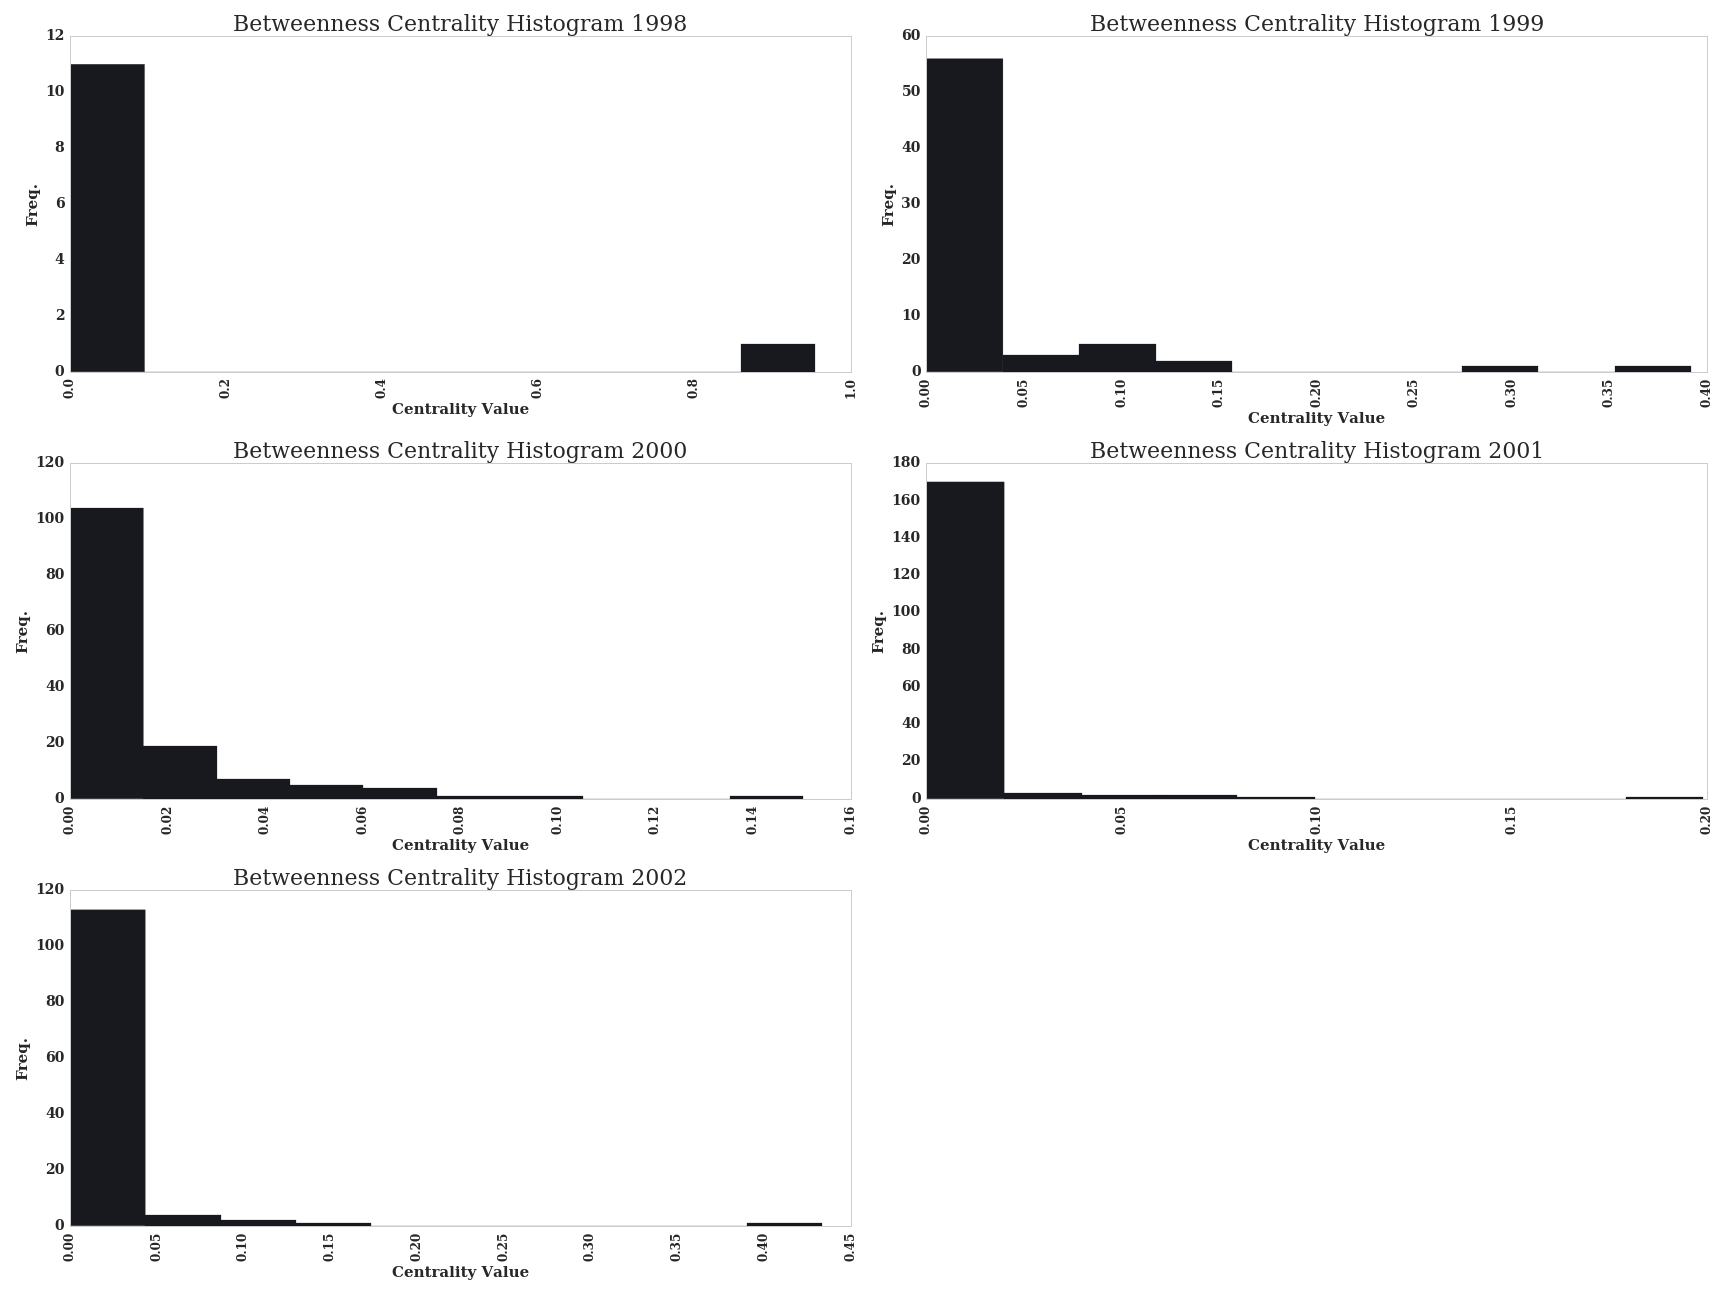 Betweenness Centrality Histogram 1998
12
10
8
6
4
2
0
Freq.
0.0 0.2 0.4 0.6 0.8 1.0
Centrality Value
Betweenness Centrality Histogram 1999
60
50
40
30
20
10
0
Freq.
0.00 0.05 0.10 0.15 0.20 0.25 0.30 0.35 0.40
Centrality Value
Betweenness Centrality Histogram 2000
120
100
80
60
40
20
0
Freq.
0.00 0.02 0.04 0.06 0.08 0.10 0.12 0.14 0.16
Centrality Value
Betweenness Centrality Histogram 2001
180
160
140
120
100
80
60
40
20
0
Freq.
0.00 0.05 0.10 0.15 0.20
Centrality Value
Betweenness Centrality Histogram 2002
120
100
80
60
40
20
0
Freq.
0.00 0.05 0.10 0.15 0.20 0.25 0.30 0.35 0.40 0.45
Centrality Value